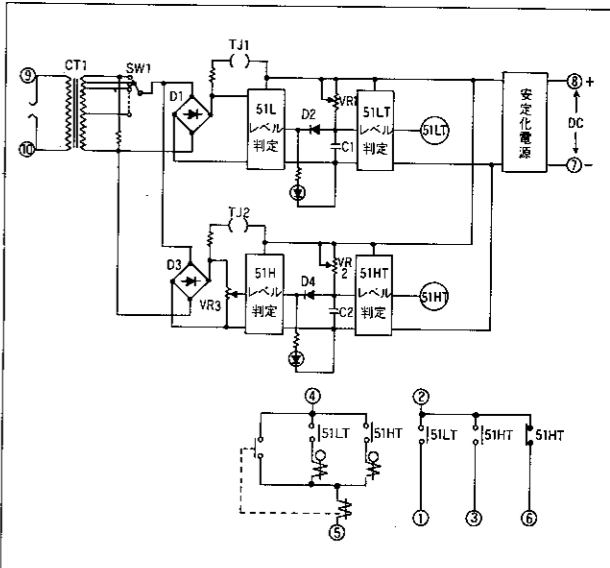 CT1
SW1
TJ1
⑨
⑩
D1
51L
レベル
判定
D2
VR1
C1
51LT
レベル
判定
51LT
安定化電源
⑧+
DC
⑦−
TJ2
D3
VR3
51H
レベル
判定
D4
VR
2
C2
51HT
レベル
判定
51HT
④
51LT
51HT
⑤
②
51LT
51HT
51HT
①
③
⑥